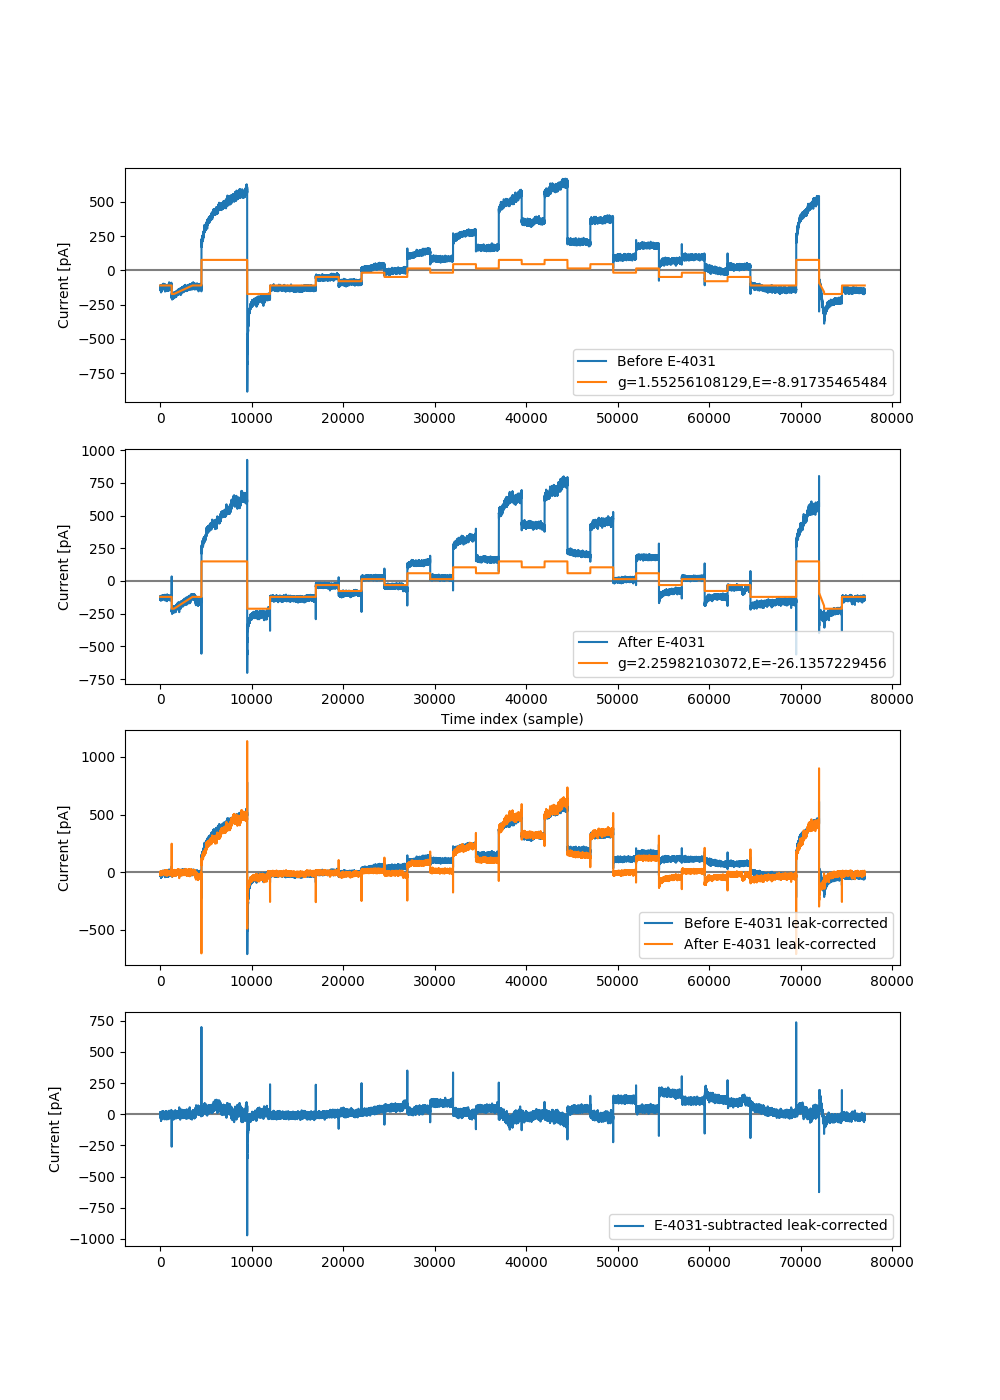 500
250
0
−250
−500
−750
Current [pA]
Before E-4031
g=1.55256108129,E=-8.91735465484
0 10000 20000 30000 40000 50000 60000 70000 80000
1000
750
500
250
0
−250
−500
−750
Current [pA]
After E-4031
g=2.25982103072,E=-26.1357229456
0 10000 20000 30000 40000 50000 60000 70000 80000
Time index (sample)
1000
500
0
−500
Current [pA]
Before E-4031 leak-corrected
After E-4031 leak-corrected
0 10000 20000 30000 40000 50000 60000 70000 80000
750
500
250
0
−250
−500
−750
−1000
Current [pA]
E-4031-subtracted leak-corrected
0 10000 20000 30000 40000 50000 60000 70000 80000